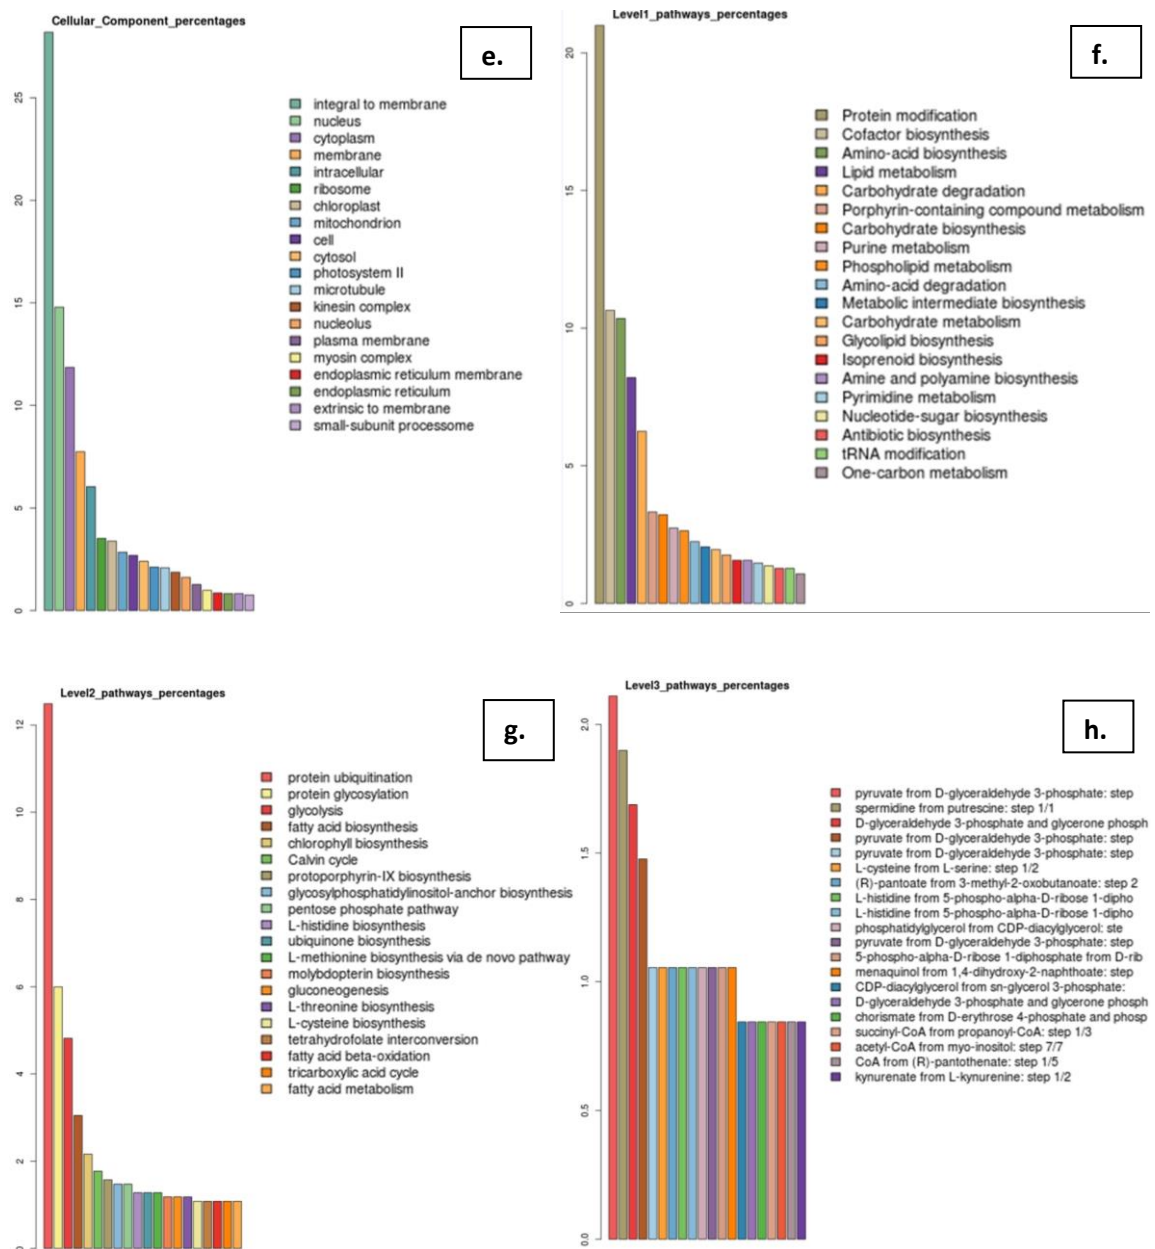 Cellular_Component_percentages
e.
25
20
15
10
5
0
integral to membrane
nucleus
cytoplasm
membrane
intracellular
ribosome
chloroplast
mitochondrion
cell
cytosol
photosystem II
microtubule
kinesin complex
nucleolus
plasma membrane
myosin complex
endoplasmic reticulum membrane
endoplasmic reticulum
extrinsic to membrane
small-subunit processome
Level1_pathways_percentages
f.
20
15
10
5
0
Protein modification
Cofactor biosynthesis
Amino-acid biosynthesis
Lipid metabolism
Carbohydrate degradation
Porphyrin-containing compound metabolism
Carbohydrate biosynthesis
Purine metabolism
Phospholipid metabolism
Amino-acid degradation
Metabolic intermediate biosynthesis
Carbohydrate metabolism
Glycolipid biosynthesis
Isoprenoid biosynthesis
Amine and polyamine biosynthesis
Pyrimidine metabolism
Nucleotide-sugar biosynthesis
Antibiotic biosynthesis
tRNA modification
One-carbon metabolism
Level2_pathways_percentages
g.
12
10
8
6
4
2
0
protein ubiquitination
protein glycosylation
glycolysis
fatty acid biosynthesis
chlorophyll biosynthesis
Calvin cycle
protoporphyrin-IX biosynthesis
glycosylphosphatidylinositol-anchor biosynthesis
pentose phosphate pathway
L-histidine biosynthesis
ubiquinone biosynthesis
L-methionine biosynthesis via de novo pathway
molybdopterin biosynthesis
gluconeogenesis
L-threonine biosynthesis
L-cysteine biosynthesis
tetrahydrofolate interconversion
fatty acid beta-oxidation
tricarboxylic acid cycle
fatty acid metabolism
Level3_pathways_percentages
h.
2.0
1.5
1.0
0.5
0.0
pyruvate from D-glyceraldehyde 3-phosphate: step
spermidine from putrescine: step 1/1
D-glyceraldehyde 3-phosphate and glycerone phosph
pyruvate from D-glyceraldehyde 3-phosphate: step
pyruvate from D-glyceraldehyde 3-phosphate: step
L-cysteine from L-serine: step 1/2
(R)-pantoate from 3-methyl-2-oxobutanoate: step 2
L-histidine from 5-phospho-alpha-D-ribose 1-dipho
L-histidine from 5-phospho-alpha-D-ribose 1-dipho
phosphatidylglycerol from CDP-diacylglycerol: ste
pyruvate from D-glyceraldehyde 3-phosphate: step
5-phospho-alpha-D-ribose 1-diphosphate from D-rib
menaquinol from 1,4-dihydroxy-2-naphthoate: step
CDP-diacylglycerol from sn-glycerol 3-phosphate:
D-glyceraldehyde 3-phosphate and glycerone phosph
chorismate from D-erythrose 4-phosphate and phosp
succinyl-CoA from propanoyl-CoA: step 1/3
acetyl-CoA from myo-inositol: step 7/7
CoA from (R)-pantothenate: step 1/5
kynurenate from L-kynurenine: step 1/2